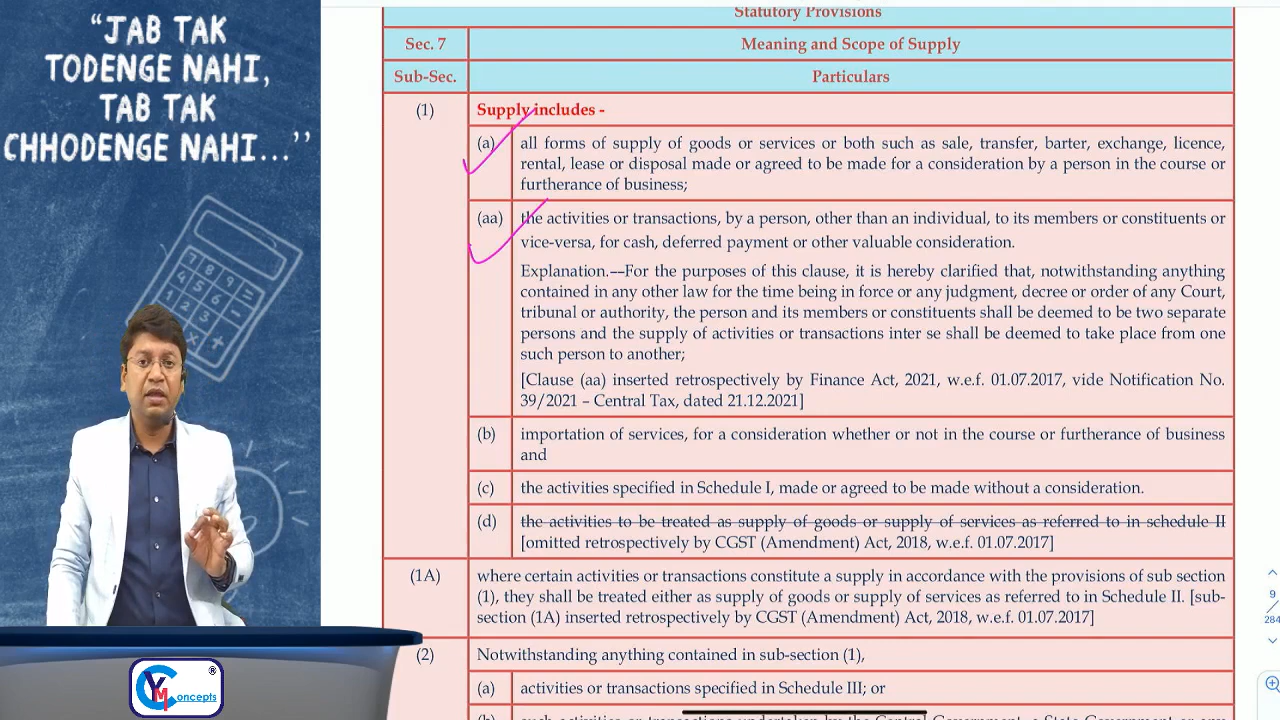 “JAB TAK
TODENGE NAHI,
TAB TAK
CHHODENGE NAHI...’’
7 8 9 =
4 5 6 -
1 2 3
+
YM
Concepts
®
Statutory Provisions
Sec. 7 Meaning and Scope of Supply
Sub-Sec. Particulars
(1) Supply includes -
(a) all forms of supply of goods or services or both such as sale, transfer, barter, exchange, licence,
rental, lease or disposal made or agreed to be made for a consideration by a person in the course or
furtherance of business;
(aa) the activities or transactions, by a person, other than an individual, to its members or constituents or
vice-versa, for cash, deferred payment or other valuable consideration.
Explanation.––For the purposes of this clause, it is hereby clarified that, notwithstanding anything
contained in any other law for the time being in force or any judgment, decree or order of any Court,
tribunal or authority, the person and its members or constituents shall be deemed to be two separate
persons and the supply of activities or transactions inter se shall be deemed to take place from one
such person to another;
[Clause (aa) inserted retrospectively by Finance Act, 2021, w.e.f. 01.07.2017, vide Notification No.
39/2021 – Central Tax, dated 21.12.2021]
(b) importation of services, for a consideration whether or not in the course or furtherance of business
and
(c) the activities specified in Schedule I, made or agreed to be made without a consideration.
(d) the activities to be treated as supply of goods or supply of services as referred to in schedule II
[omitted retrospectively by CGST (Amendment) Act, 2018, w.e.f. 01.07.2017]
(1A) where certain activities or transactions constitute a supply in accordance with the provisions of sub section
(1), they shall be treated either as supply of goods or supply of services as referred to in Schedule II. [sub-
section (1A) inserted retrospectively by CGST (Amendment) Act, 2018, w.e.f. 01.07.2017]
(2) Notwithstanding anything contained in sub-section (1),
(a) activities or transactions specified in Schedule III; or
9
284